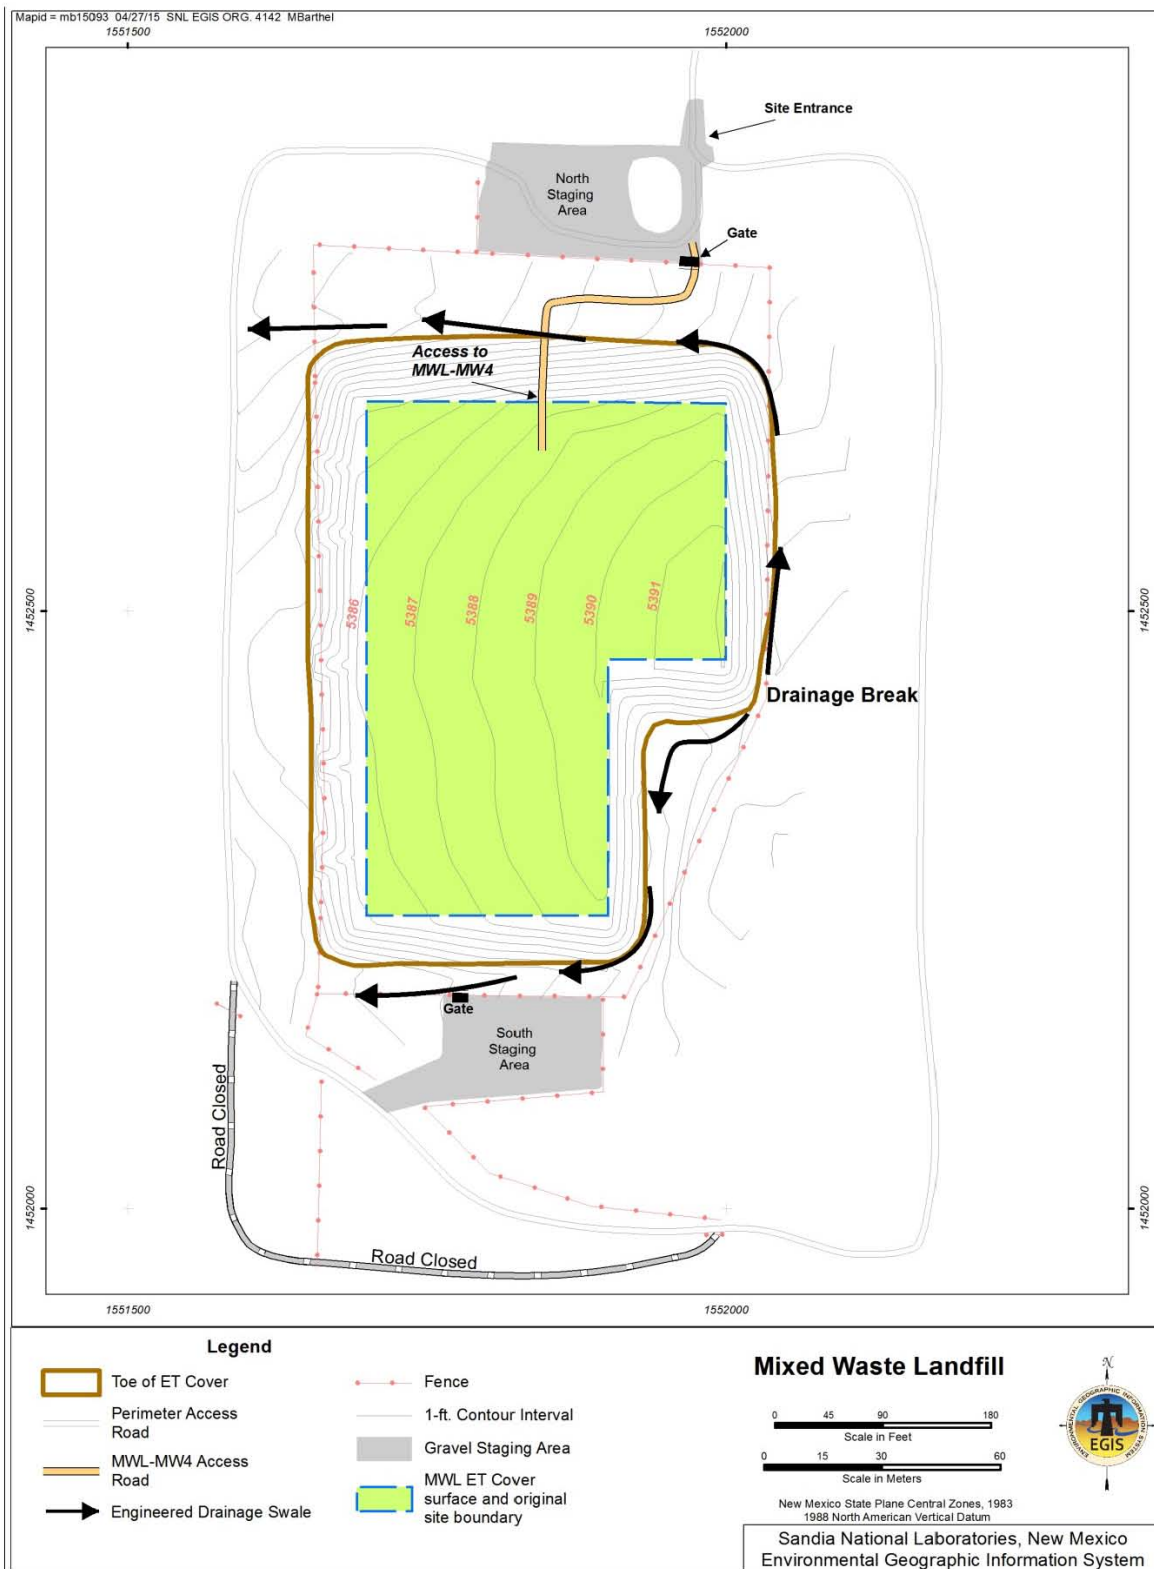 Mapid = mb15093 04/27/15 SNL EGIS ORG. 4142 MBarthel
1551500
1552000
Site Entrance
North
Staging
Area
Gate
Access to
MWL-MW4
1452500
5386
5387
5388
5389
5390
5391
1452500
Drainage Break
Gate
South
Staging
Area
Road Closed
1452000
1452000
Road Closed
1551500
1552000
Legend
Toe of ET Cover
Perimeter Access
Road
MWL-MW4 Access
Road
Engineered Drainage Swale
Fence
1-ft. Contour Interval
Gravel Staging Area
MWL ET Cover
surface and original
site boundary
Mixed Waste Landfill
0 45 90 180
Scale in Feet
0 15 30 60
Scale in Meters
New Mexico State Plane Central Zones, 1983
1988 North American Vertical Datum
N
ENVIRONMENTAL GEOGRAPHIC INFORMATION SYSTEM
EGIS
Sandia National Laboratories, New Mexico
Environmental Geographic Information System